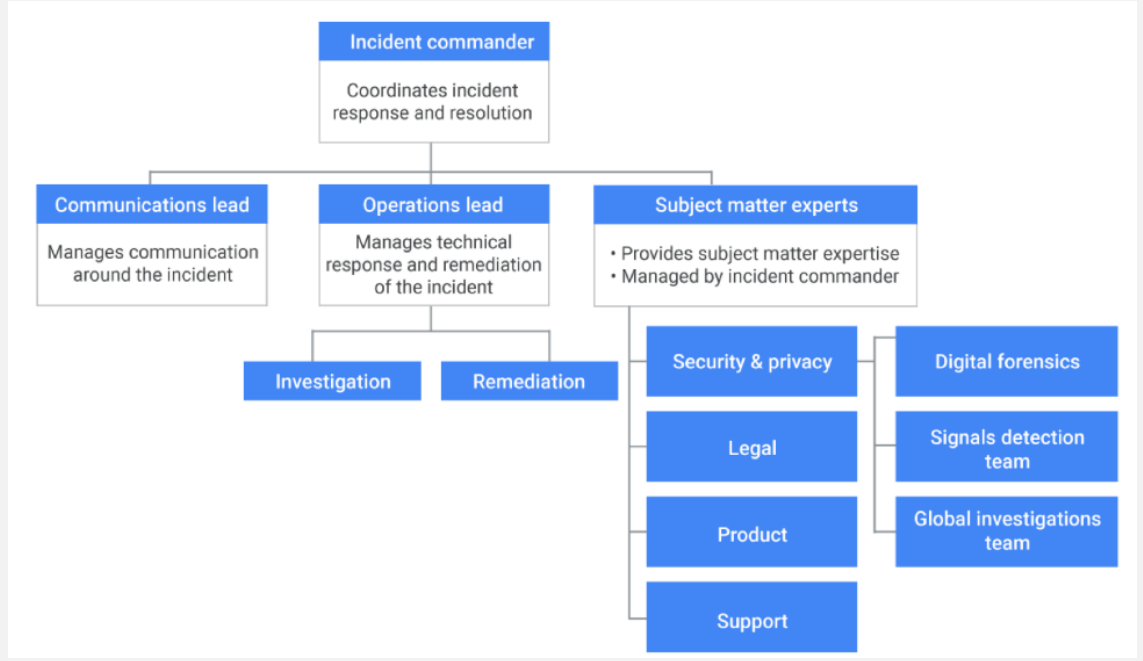 Incident commander
Coordinates incident
response and resolution
Communications lead
Manages communication
around the incident
Operations lead
Manages technical
response and remediation
of the incident
Subject matter experts
• Provides subject matter expertise
• Managed by incident commander
Investigation
Remediation
Security & privacy
Legal
Product
Support
Digital forensics
Signals detection
team
Global investigations
team